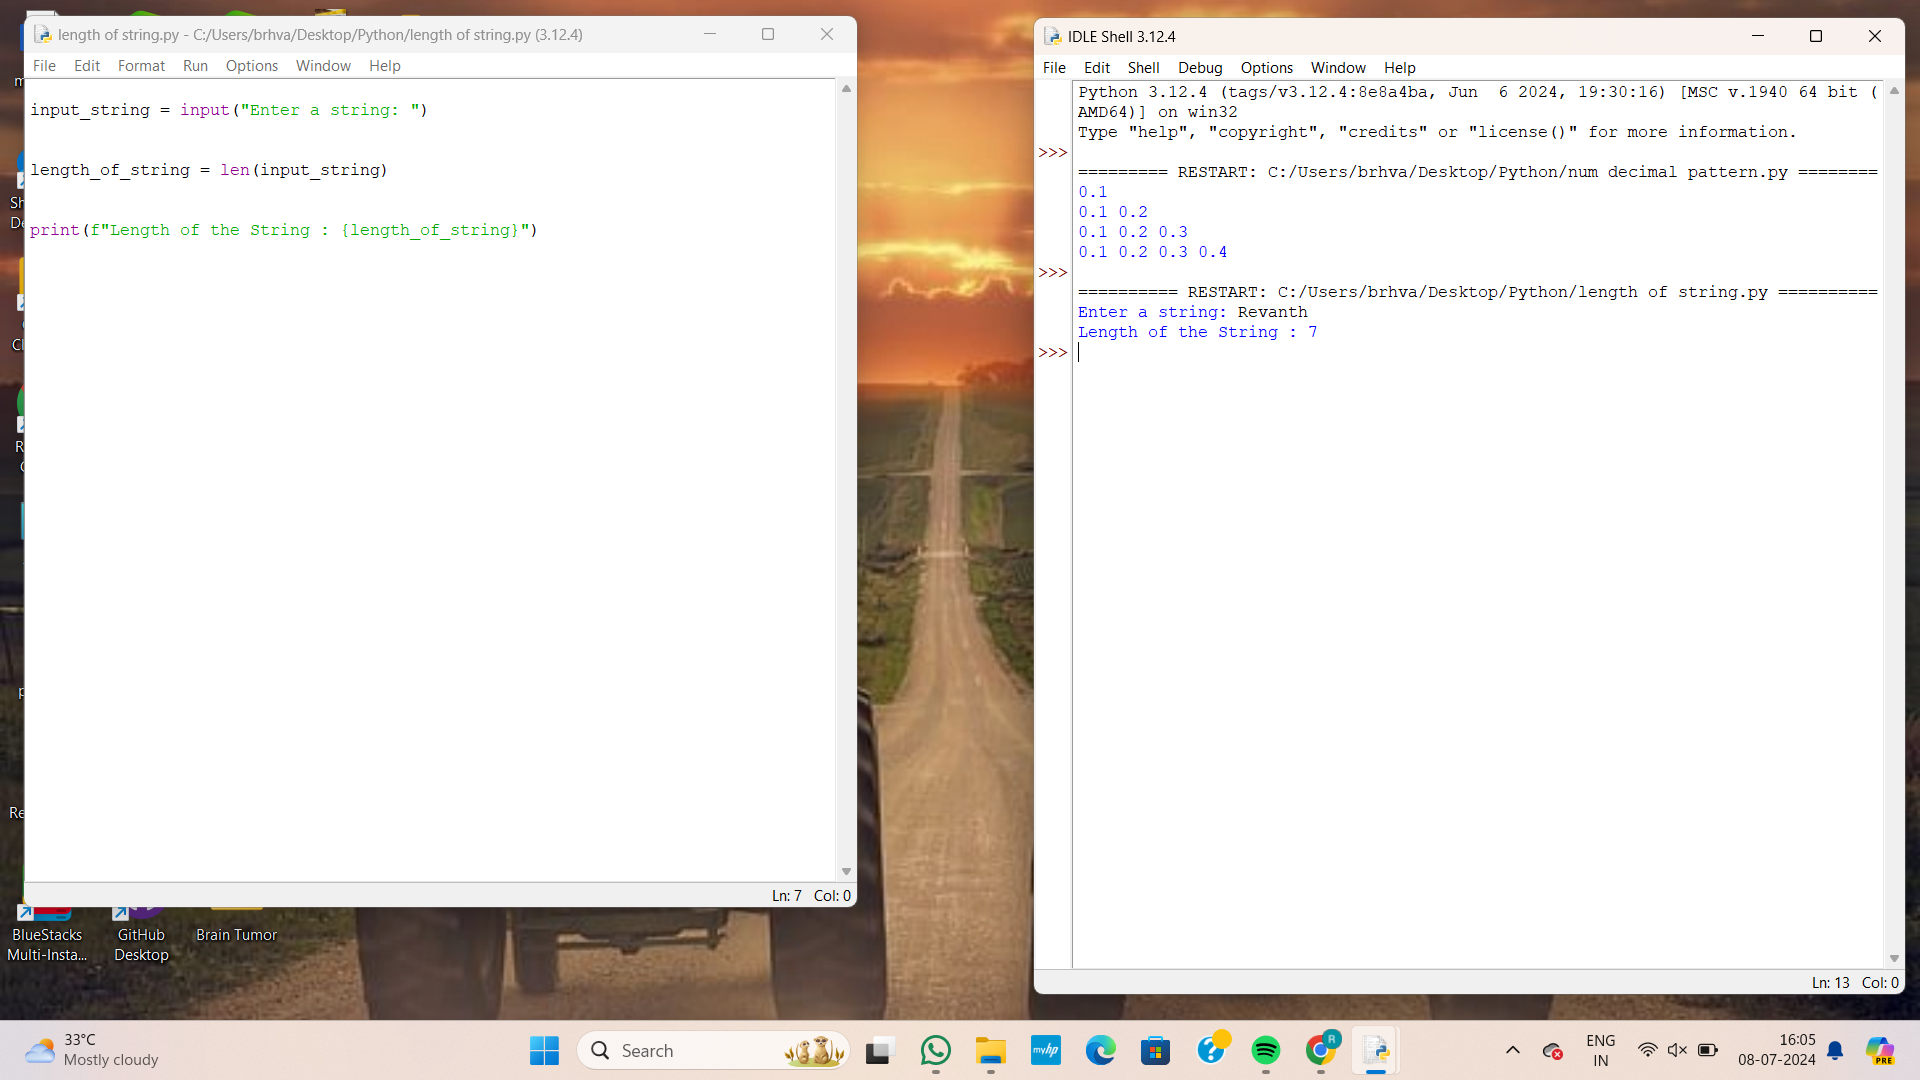 length of string.py - C:/Users/brhva/Desktop/Python/length of string.py (3.12.4)
File Edit Format Run Options Window Help
input_string = input("Enter a string: ")
length_of_string = len(input_string)
print(f"Length of the String : {length_of_string}")
Ln: 7 Col: 0
IDLE Shell 3.12.4
File Edit Shell Debug Options Window Help
Python 3.12.4 (tags/v3.12.4:8e8a4ba, Jun  6 2024, 19:30:16) [MSC v.1940 64 bit (
AMD64)] on win32
Type "help", "copyright", "credits" or "license()" for more information.
>>>
========= RESTART: C:/Users/brhva/Desktop/Python/num decimal pattern.py ========
0.1
0.1 0.2
0.1 0.2 0.3
0.1 0.2 0.3 0.4
>>>
========== RESTART: C:/Users/brhva/Desktop/Python/length of string.py ==========
Enter a string: Revanth
Length of the String : 7
>>>
Ln: 13 Col: 0
BlueStacks
Multi-Insta...
GitHub
Desktop
Brain Tumor
33°C
Mostly cloudy
Search
myhp
R
ENG
IN
16:05
08-07-2024
PRE